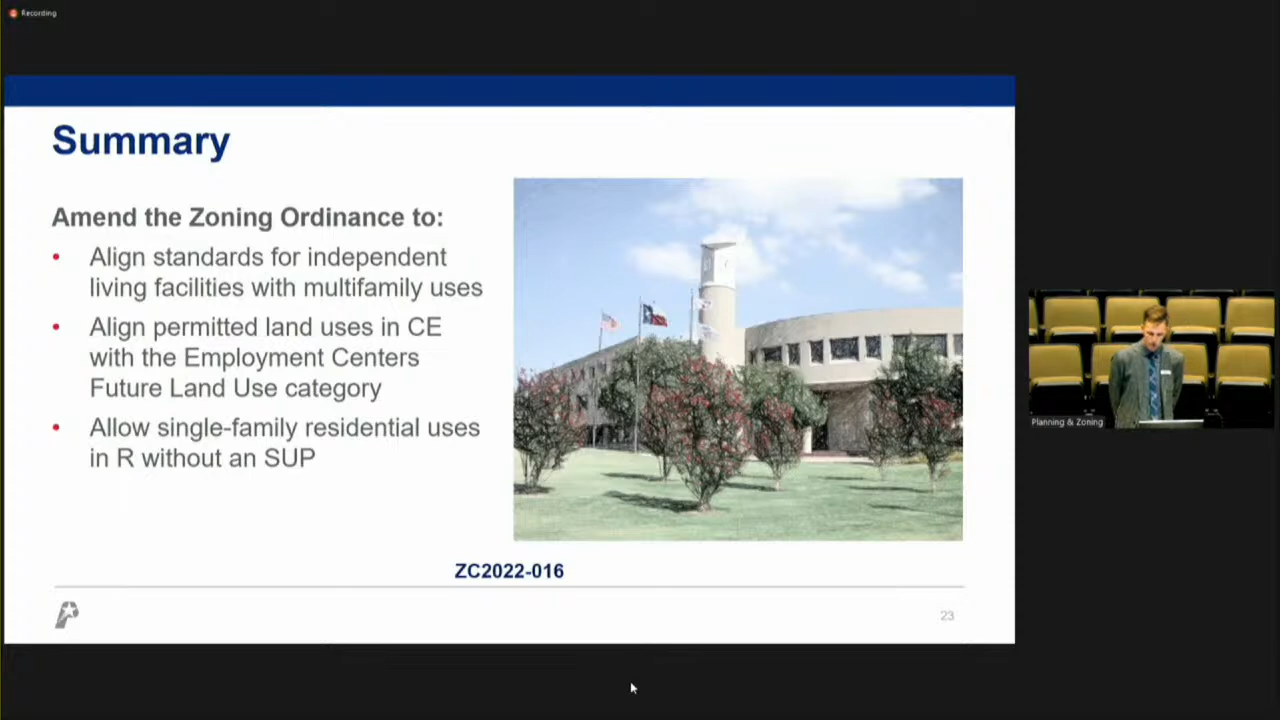 Recording
Summary
Amend the Zoning Ordinance to:
• Align standards for independent
living facilities with multifamily uses
• Align permitted land uses in CE
with the Employment Centers
Future Land Use category
• Allow single-family residential uses
in R without an SUP
ZC2022-016
23
Planning & Zoning